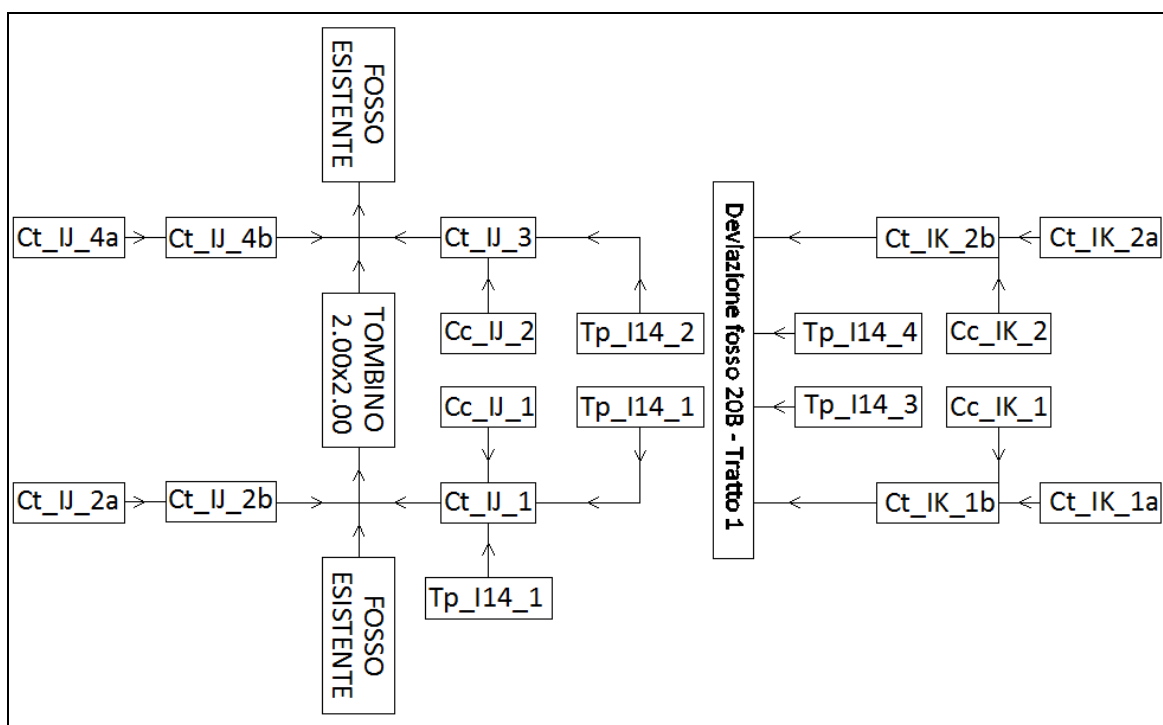 FOSSO
ESISTENTE
Ct_IJ_4a
Ct_IJ_4b
Ct_IJ_3
Ct_IK_2b
Ct_IK_2a
TOMBINO
2.00x2.00
Cc_IJ_2
Tp_I14_2
Deviazione fosso 20B - Tratto 1
Tp_I14_4
Cc_IK_2
Cc_IJ_1
Tp_I14_1
Tp_I14_3
Cc_IK_1
Ct_IJ_2a
Ct_IJ_2b
Ct_IJ_1
Ct_IK_1b
Ct_IK_1a
FOSSO
ESISTENTE
Tp_I14_1